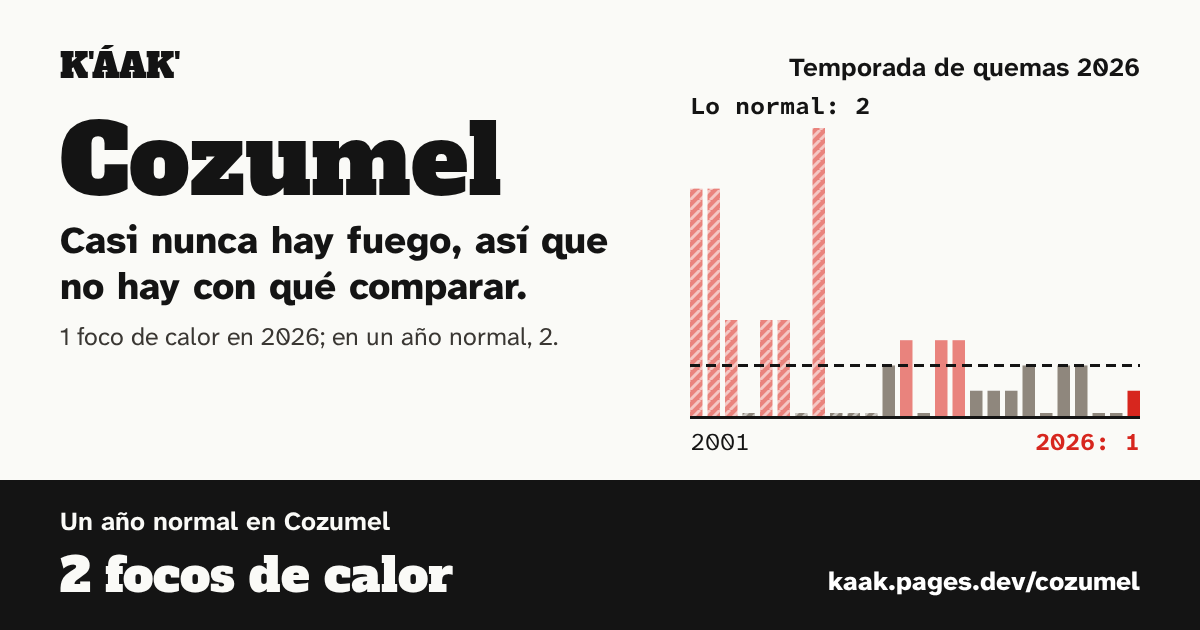 K'ÁAK'
Cozumel
Casi nunca hay fuego, así que
no hay con qué comparar.
1 foco de calor en 2026; en un año normal, 2.
Temporada de quemas 2026
Lo normal: 2
2001
2026: 1
Un año normal en Cozumel
2 focos de calor
kaak.pages.dev/cozumel